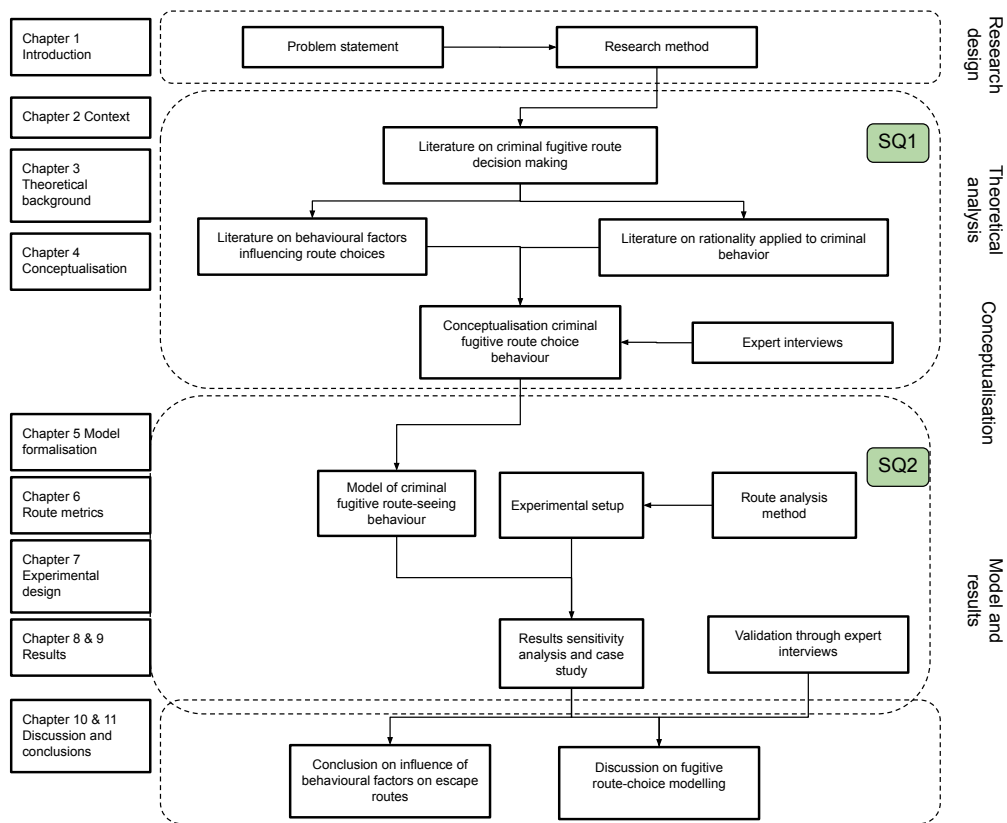 Chapter 1
Introduction
Problem statement
Research method
Research
design
Chapter 2 Context
Literature on criminal fugitive route
decision making
SQ1
Chapter 3
Theoretical
background
Theoretical
analysis
Literature on behavioural factors
influencing route choices
Literature on rationality applied to criminal
behavior
Chapter 4
Conceptualisation
Conceptualisation criminal
fugitive route choice
behaviour
Expert interviews
Conceptualisation
Chapter 5 Model
formalisation
SQ2
Model of criminal
fugitive route-seeing
behaviour
Experimental setup
Route analysis
method
Chapter 6
Route metrics
Chapter 7
Experimental
design
Model and
results
Chapter 8 & 9
Results
Results sensitivity
analysis and case
study
Validation through expert
interviews
Chapter 10 & 11
Discussion and
conclusions
Conclusion on influence of
behavioural factors on escape
routes
Discussion on fugitive
route-choice modelling